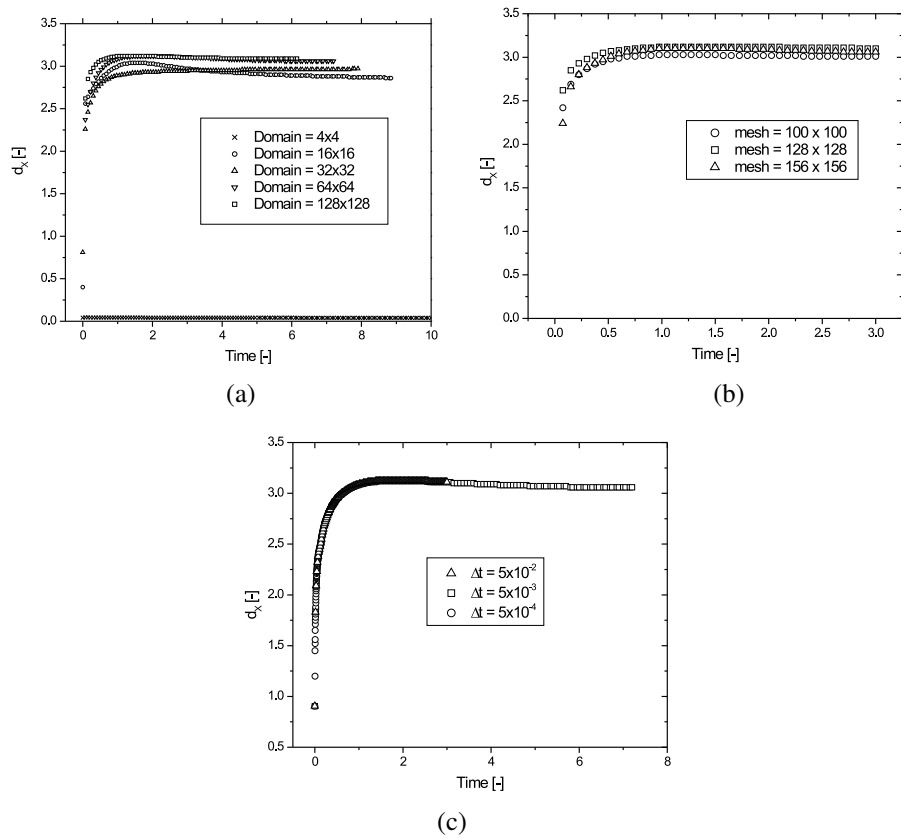 3.5
3.0
2.5
2.0
1.5
1.0
0.5
0.0
d_X [-]
Domain = 4x4
Domain = 16x16
Domain = 32x32
Domain = 64x64
Domain = 128x128
0 2 4 6 8 10
Time [-]
(a)
3.5
3.0
2.5
2.0
1.5
1.0
0.5
0.0
d_X [-]
mesh = 100 x 100
mesh = 128 x 128
mesh = 156 x 156
0.0 0.5 1.0 1.5 2.0 2.5 3.0
Time [-]
(b)
3.5
3.0
2.5
2.0
1.5
1.0
0.5
d_X [-]
Δt = 5x10⁻²
Δt = 5x10⁻³
Δt = 5x10⁻⁴
0 2 4 6 8
Time [-]
(c)